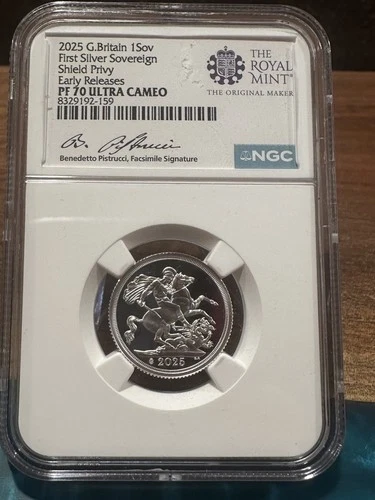 2025 G.Britain 1Sov
First Silver Sovereign
Shield Privy
Early Releases
PF 70 ULTRA CAMEO
8329192-159
THE
ROYAL
MINT®
THE ORIGINAL MAKER
Benedetto Pistrucci, Facsimile Signature
NGC
2025